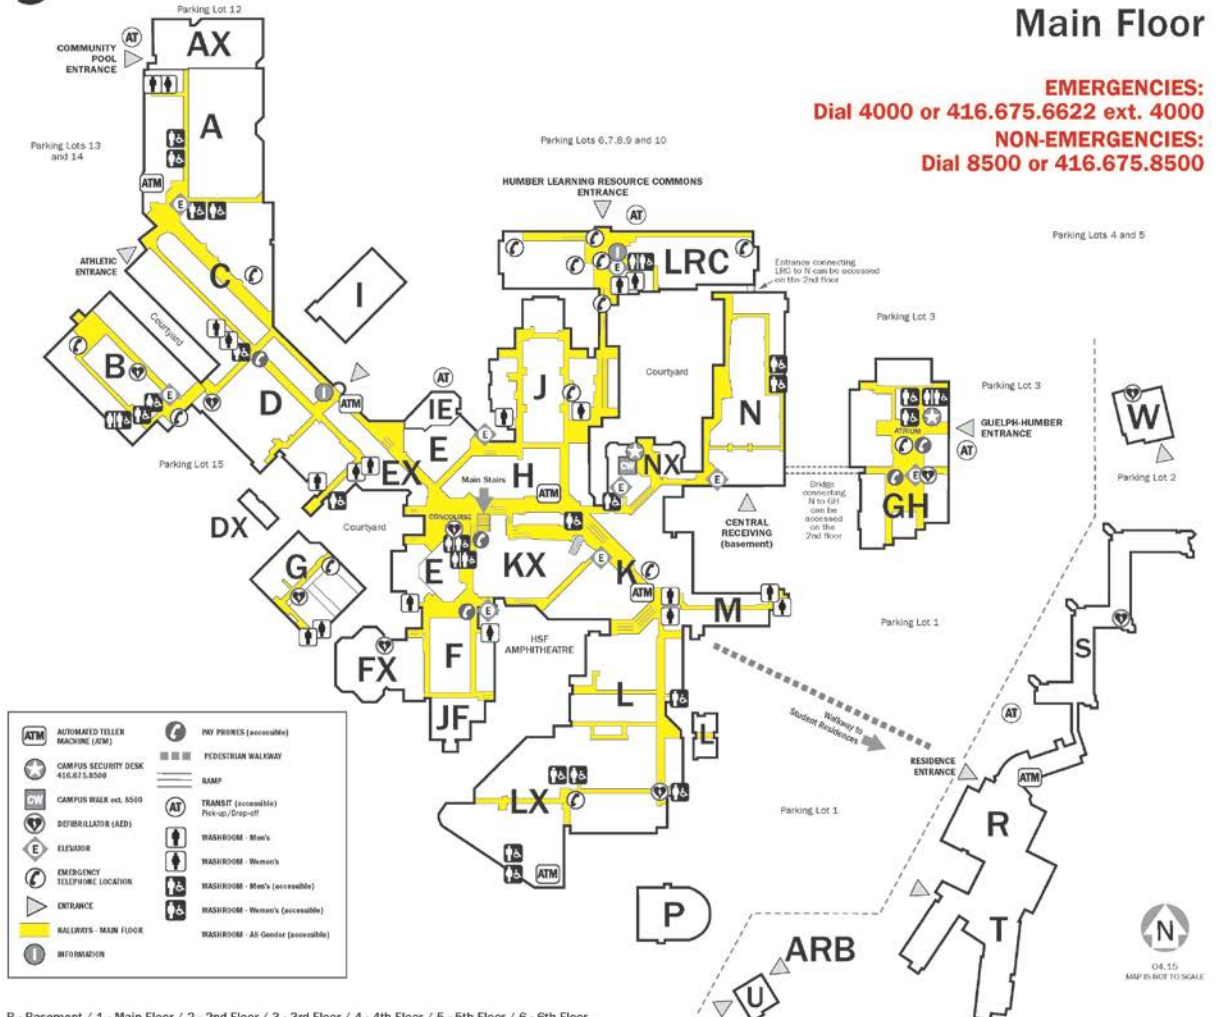 Parking Lot 12
Main Floor
AT
COMMUNITY
POOL
ENTRANCE
AX
EMERGENCIES:
Dial 4000 or 416.675.6622 ext. 4000
NON-EMERGENCIES:
Dial 8500 or 416.675.8500
A
Parking Lots 13
and 14
Parking Lots 6,7,8,9 and 10
ATM
HUMBER LEARNING RESOURCE COMMONS
ENTRANCE
AT
E
Parking Lots 4 and 5
ATHLETIC
ENTRANCE
C
I
LRC
I
E
Entrance connecting
LRC to N can be accessed
on the 2nd floor
Courtyard
Parking Lot 3
B
E
D
I
ATM
AT
IE
J
Courtyard
N
Parking Lot 3
W
ATRIUM
GUELPH-HUMBER
ENTRANCE
AT
E
E
Parking Lot 15
EX
H
CW
NX
E
E
E
GH
Parking Lot 2
Main Stairs
ATM
Bridge
connecting
N to GH
can be
accessed
on the
2nd floor
DX
Courtyard
CONCOURSE
CENTRAL
RECEIVING
(basement)
G
E
KX
E
K
ATM
M
E
Parking Lot 1
S
HSF
AMPHITHEATRE
FX
F
L
JF
L
Walkway to
Student Residences
AT
RESIDENCE
ENTRANCE
ATM
LX
Parking Lot 1
R
ATM
P
T
ARB
U
N
04.15
MAP IS NOT TO SCALE
ATM
AUTOMATED TELLER
MACHINE (ATM)
CAMPUS SECURITY DESK
416.675.8500
CW
CAMPUS WALK ext. 8500
DEFIBRILLATOR (AED)
E
ELEVATOR
EMERGENCY
TELEPHONE LOCATION
ENTRANCE
HALLWAYS - MAIN FLOOR
I
INFORMATION
PAY PHONES (accessible)
PEDESTRIAN WALKWAY
RAMP
AT
TRANSIT (accessible)
Pick-up/Drop-off
WASHROOM - Men's
WASHROOM - Women's
WASHROOM - Men's (accessible)
WASHROOM - Women's (accessible)
WASHROOM - All-Gender (accessible)
B - Basement / 1 - Main Floor / 2 - 2nd Floor / 3 - 3rd Floor / 4 - 4th Floor / 5 - 5th Floor / 6 - 6th Floor